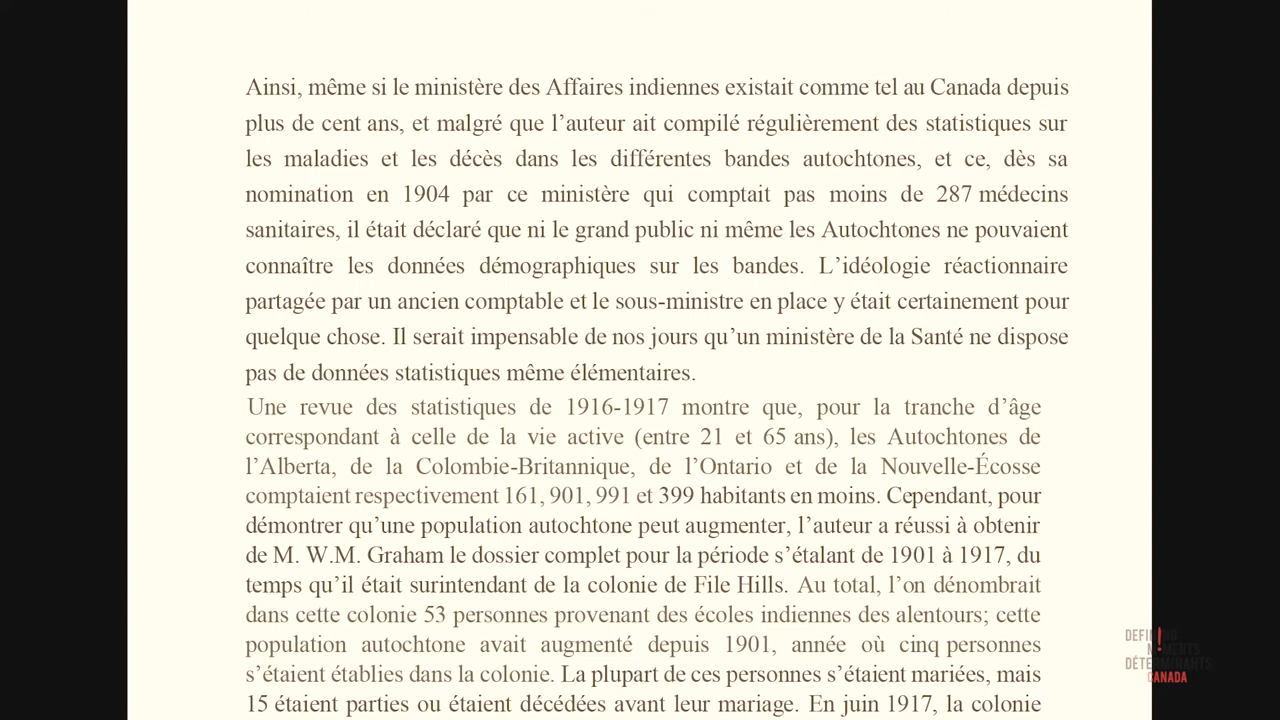 Ainsi, même si le ministère des Affaires indiennes existait comme tel au Canada depuis
plus de cent ans, et malgré que l’auteur ait compilé régulièrement des statistiques sur
les maladies et les décès dans les différentes bandes autochtones, et ce, dès sa
nomination en 1904 par ce ministère qui comptait pas moins de 287 médecins
sanitaires, il était déclaré que ni le grand public ni même les Autochtones ne pouvaient
connaître les données démographiques sur les bandes. L’idéologie réactionnaire
partagée par un ancien comptable et le sous-ministre en place y était certainement pour
quelque chose. Il serait impensable de nos jours qu’un ministère de la Santé ne dispose
pas de données statistiques même élémentaires.
Une revue des statistiques de 1916-1917 montre que, pour la tranche d’âge
correspondant à celle de la vie active (entre 21 et 65 ans), les Autochtones de
l’Alberta, de la Colombie-Britannique, de l’Ontario et de la Nouvelle-Écosse
comptaient respectivement 161, 901, 991 et 399 habitants en moins. Cependant, pour
démontrer qu’une population autochtone peut augmenter, l’auteur a réussi à obtenir
de M. W.M. Graham le dossier complet pour la période s’étalant de 1901 à 1917, du
temps qu’il était surintendant de la colonie de File Hills. Au total, l’on dénombrait
dans cette colonie 53 personnes provenant des écoles indiennes des alentours; cette
population autochtone avait augmenté depuis 1901, année où cinq personnes
s’étaient établies dans la colonie. La plupart de ces personnes s’étaient mariées, mais
15 étaient parties ou étaient décédées avant leur mariage. En juin 1917, la colonie
CANADA